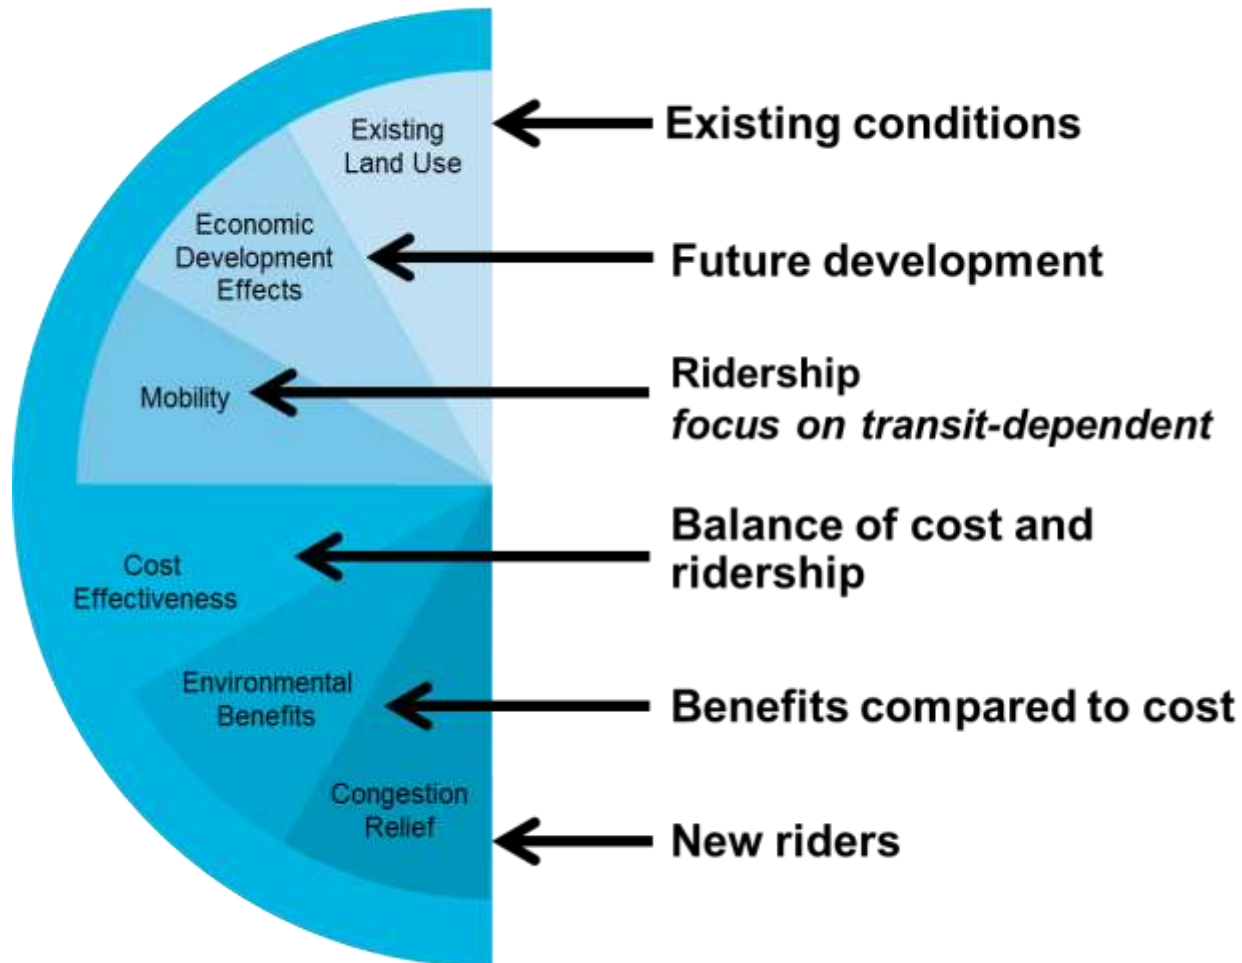 Existing
Land Use
Existing conditions
Economic
Development
Effects
Future development
Mobility
Ridership
focus on transit-dependent
Cost
Effectiveness
Balance of cost and
ridership
Environmental
Benefits
Benefits compared to cost
Congestion
Relief
New riders